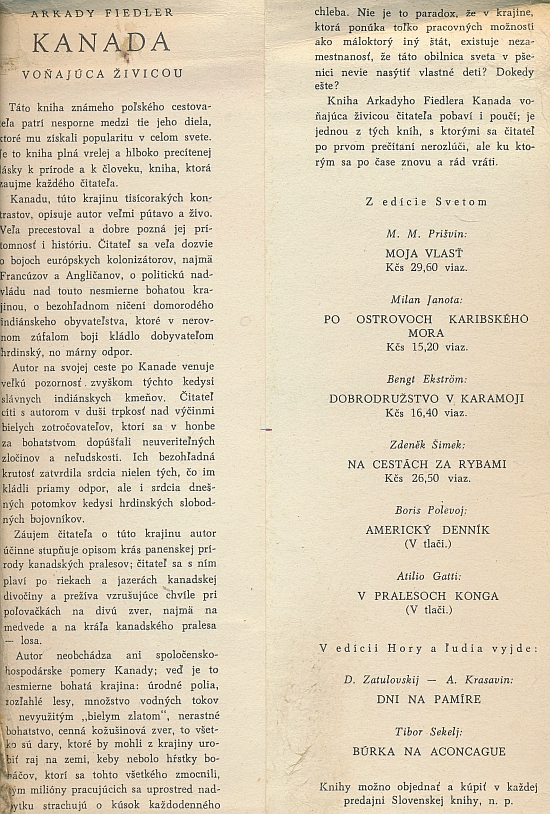 ARKADY FIEDLER
KANADA
VOŇAJÚCA ŽIVICOU
Táto kniha známeho poľského cestova-
teľa patrí nesporne medzi tie jeho diela,
ktoré mu získali popularitu v celom svete.
Je to kniha plná vrelej a hlboko precítenej
lásky k prírode a k človeku, kniha, ktorá
zaujme každého čitateľa.
Kanadu, túto krajinu tisícorakých kon-
trastov, opisuje autor veľmi pútavo a živo.
Veľa precestoval a dobre pozná jej prí-
tomnosť i históriu. Čitateľ sa veľa dozvie
o bojoch európskych kolonizátorov, najmä
Francúzov a Angličanov, o politickú nad-
vládu nad touto nesmierne bohatou kra-
jinou, o bezohľadnom ničení domorodého
indiánskeho obyvateľstva, ktoré v nerov-
nom zúfalom boji kládlo dobyvateľom
hrdinský, no márny odpor.
Autor na svojej ceste po Kanade venuje
veľkú pozornosť zvyškom týchto kedysi
slávnych indiánskych kmeňov. Čitateľ
cíti s autorom v duši trpkosť nad výčinmi
bielych zotročovateľov, ktorí sa v honbe
za bohatstvom dopúšťali neuveriteľných
zločinov a neľudskosti. Ich bezohľadná
krutosť zatvrdila srdcia nielen tých, čo im
kládli priamy odpor, ale i srdcia dneš-
ných potomkov kedysi hrdinských slobod-
ných bojovníkov.
Záujem čitateľa o túto krajinu autor
účinne stupňuje opisom krás panenskej prí-
rody kanadských pralesov; čitateľ sa s ním
plaví po riekach a jazerách kanadskej
divočiny a prežíva vzrušujúce chvíle pri
poľovačkách na divú zver, najmä na
medvede a na kráľa kanadského pralesa
— losa.
Autor neobchádza ani spoločensko-
hospodárske pomery Kanady; veď je to
nesmierne bohatá krajina: úrodné polia,
rozľahlé lesy, množstvo vodných tokov
nevyužitým „bielym zlatom", nerastné
bohatstvo, cenná kožušinová zver, to všet-
ko sú dary, ktoré by mohli z krajiny uro-
biť raj na zemi, keby nebolo hŕstky bo-
háčov, ktorí sa tohto všetkého zmocnili,
kým milióny pracujúcich sa uprostred nad-
bytku strachujú o kúsok každodenného
chleba. Nie je to paradox, že v krajine,
ktorá ponúka toľko pracovných možností
ako máloktorý iný štát, existuje neza-
mestnanosť, že táto obilnica sveta v pše-
nici nevie nasýtiť vlastné deti? Dokedy
ešte?
Kniha Arkadyho Fiedlera Kanada vo-
ňajúca živicou čitateľa pobaví i poučí; je
jednou z tých kníh, s ktorými sa čitateľ
po prvom prečítaní nerozlúči, ale ku kto-
rým sa po čase znovu a rád vráti.
Z edície Svetom
M. M. Prišvin:
MOJA VLASŤ
Kčs 29,60 viaz.
Milan Janota:
PO OSTROVOCH KARIBSKÉHO
MORA
Kčs 15,20 viaz.
Bengt Ekström:
DOBRODRUŽSTVO V KARAMOJI
Kčs 16,40 viaz.
Zdeněk Šimek:
NA CESTÁCH ZA RYBAMI
Kčs 26,50 viaz.
Boris Polevoj:
AMERICKÝ DENNÍK
(V tlači.)
Atilio Gatti:
V PRALESOCH KONGA
(V tlači.)
V edícii Hory a ľudia vyjde:
D. Zatulovskij — A. Krasavin:
DNI NA PAMÍRE
Tibor Sekelj:
BÚRKA NA ACONCAGUE
Knihy možno objednať a kúpiť v každej
predajni Slovenskej knihy, n. p.